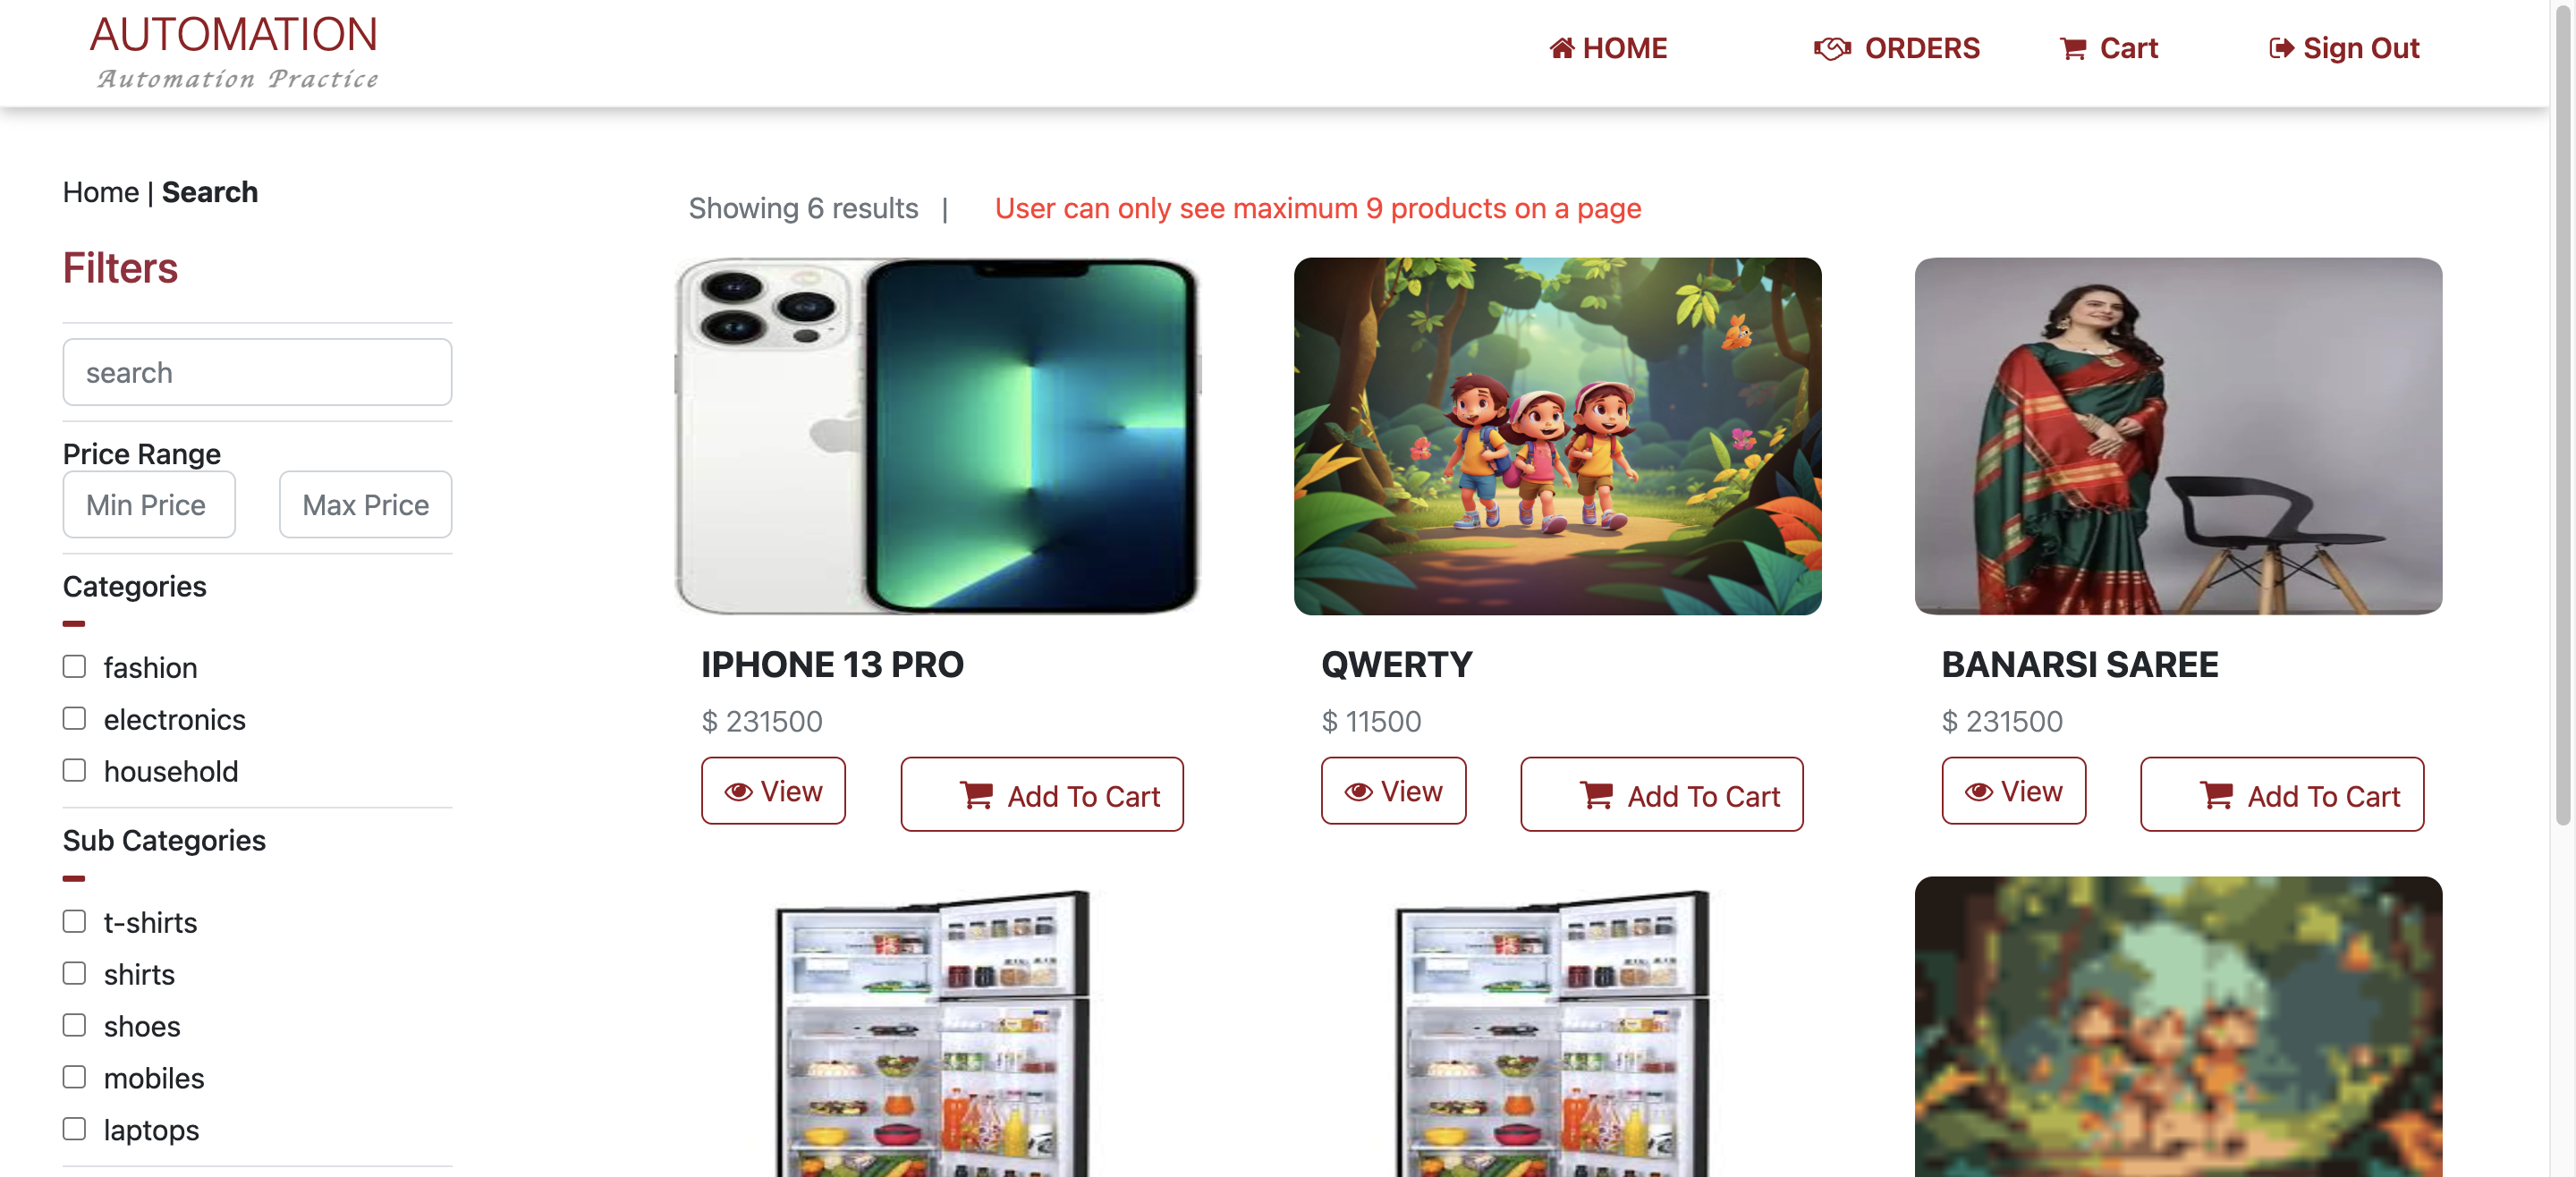 AUTOMATION
Automation Practice
HOME
ORDERS
Cart
Sign Out
Home | Search
Showing 6 results |
User can only see maximum 9 products on a page
Filters
search
Price Range
Min Price
Max Price
Categories
fashion
electronics
household
Sub Categories
t-shirts
shirts
shoes
mobiles
laptops
IPHONE 13 PRO
$ 231500
View
Add To Cart
QWERTY
$ 11500
View
Add To Cart
BANARSI SAREE
$ 231500
View
Add To Cart